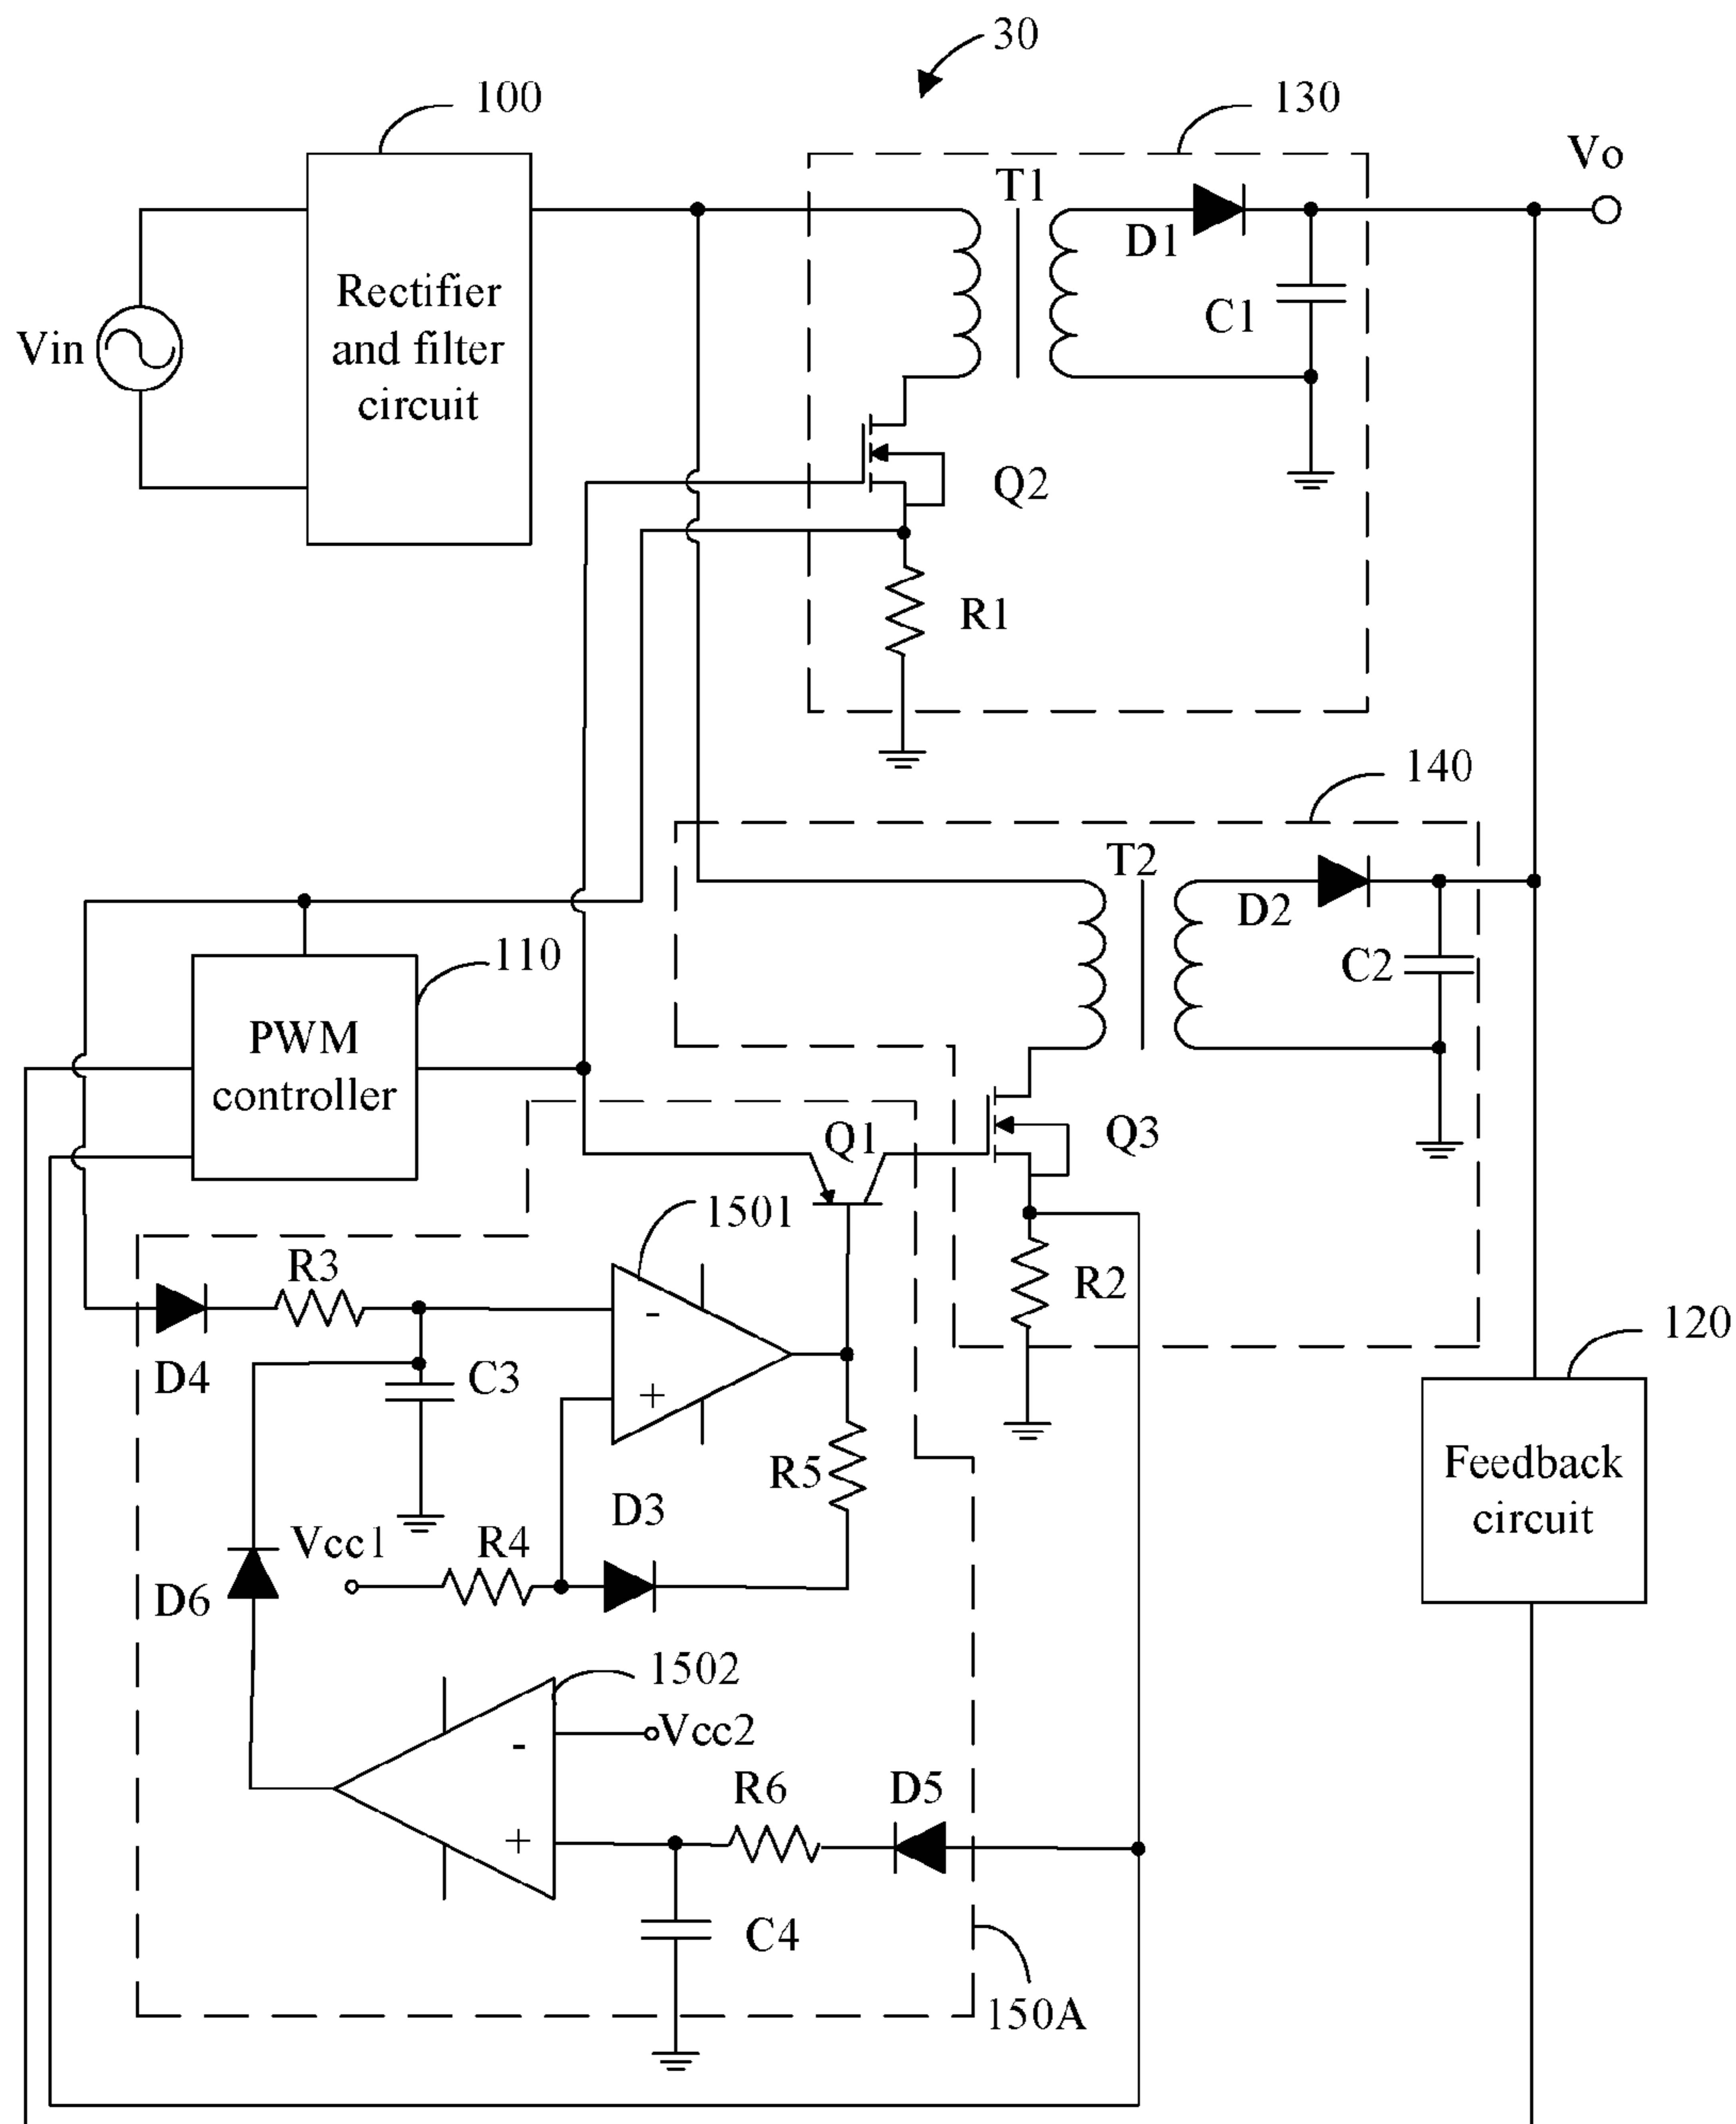 30
100
130
Vo
T1
D1
Rectifier
and filter
circuit
C1
Vin
Q2
R1
140
T2
D2
110
C2
PWM
controller
Q1
Q3
1501
R3
R2
120
-
D4
C3
+
Feedback
circuit
R5
D3
Vcc1
R4
D6
1502
Vcc2
-
R6
D5
+
C4
150A